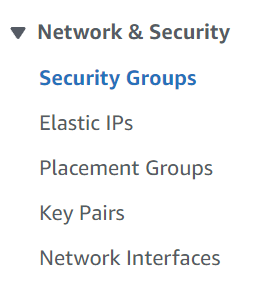 Network & Security
Security Groups
Elastic IPs
Placement Groups
Key Pairs
Network Interfaces